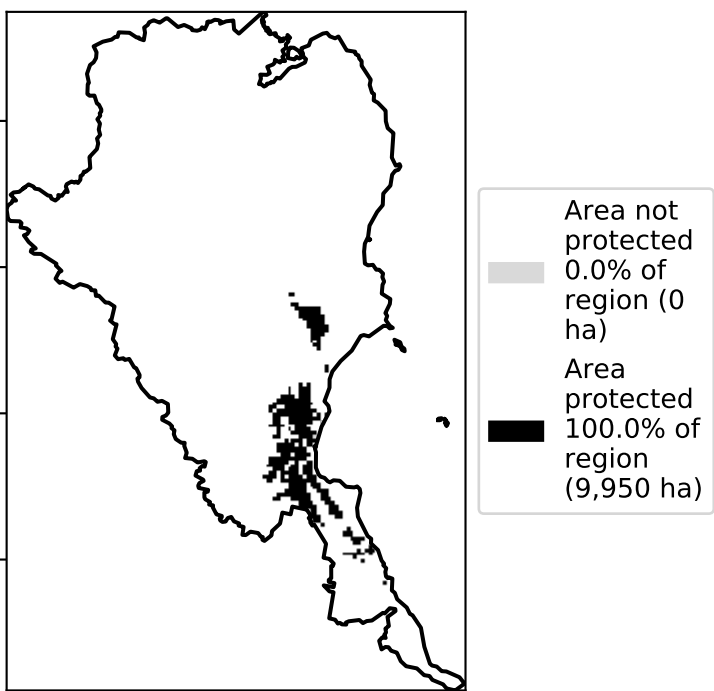 Area not
protected
0.0% of
region (0
ha)
Area
protected
100.0% of
region
(9,950 ha)